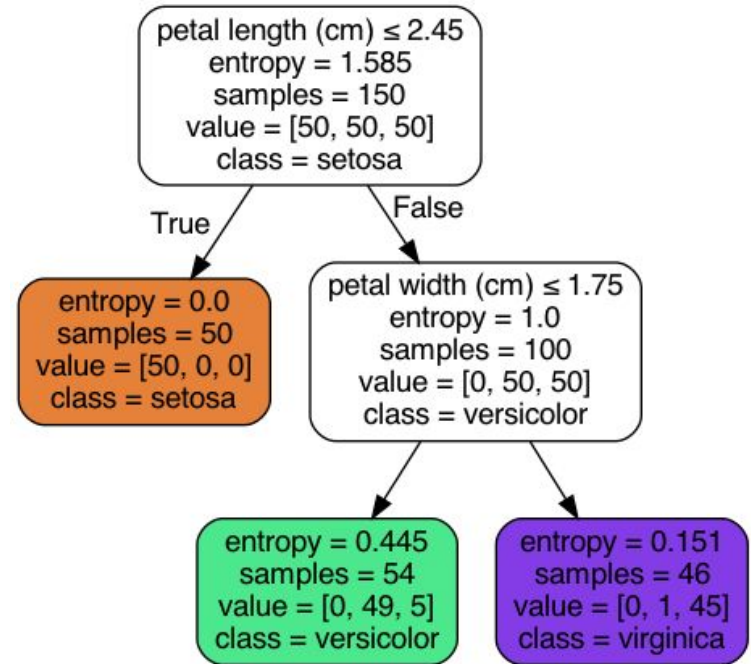 petal length (cm) ≤ 2.45
entropy = 1.585
samples = 150
value = [50, 50, 50]
class = setosa
True
False
entropy = 0.0
samples = 50
value = [50, 0, 0]
class = setosa
petal width (cm) ≤ 1.75
entropy = 1.0
samples = 100
value = [0, 50, 50]
class = versicolor
entropy = 0.445
samples = 54
value = [0, 49, 5]
class = versicolor
entropy = 0.151
samples = 46
value = [0, 1, 45]
class = virginica